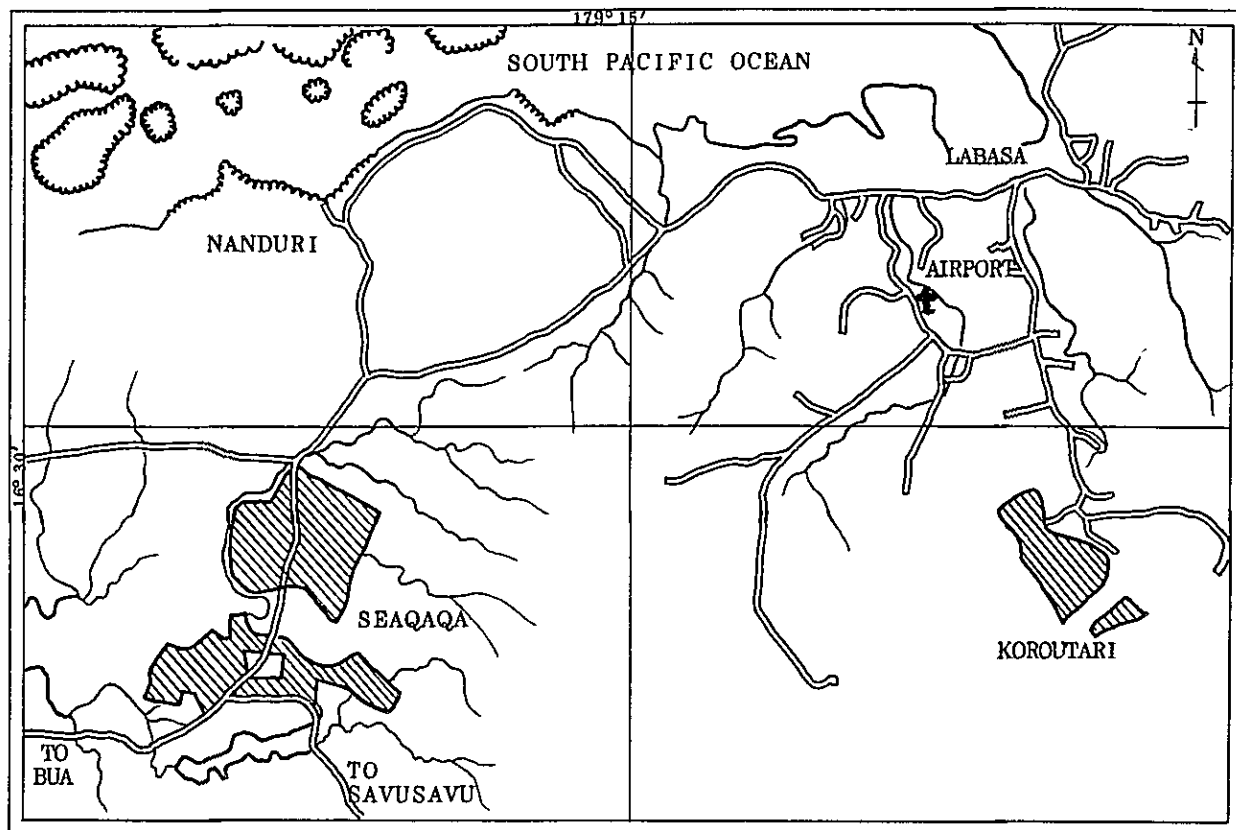 179° 15′
SOUTH PACIFIC OCEAN
N
LABASA
NANDURI
AIRPORT
16° 30′
SEAQAQA
KOROUTARI
TO
BUA
TO
SAVUSAVU